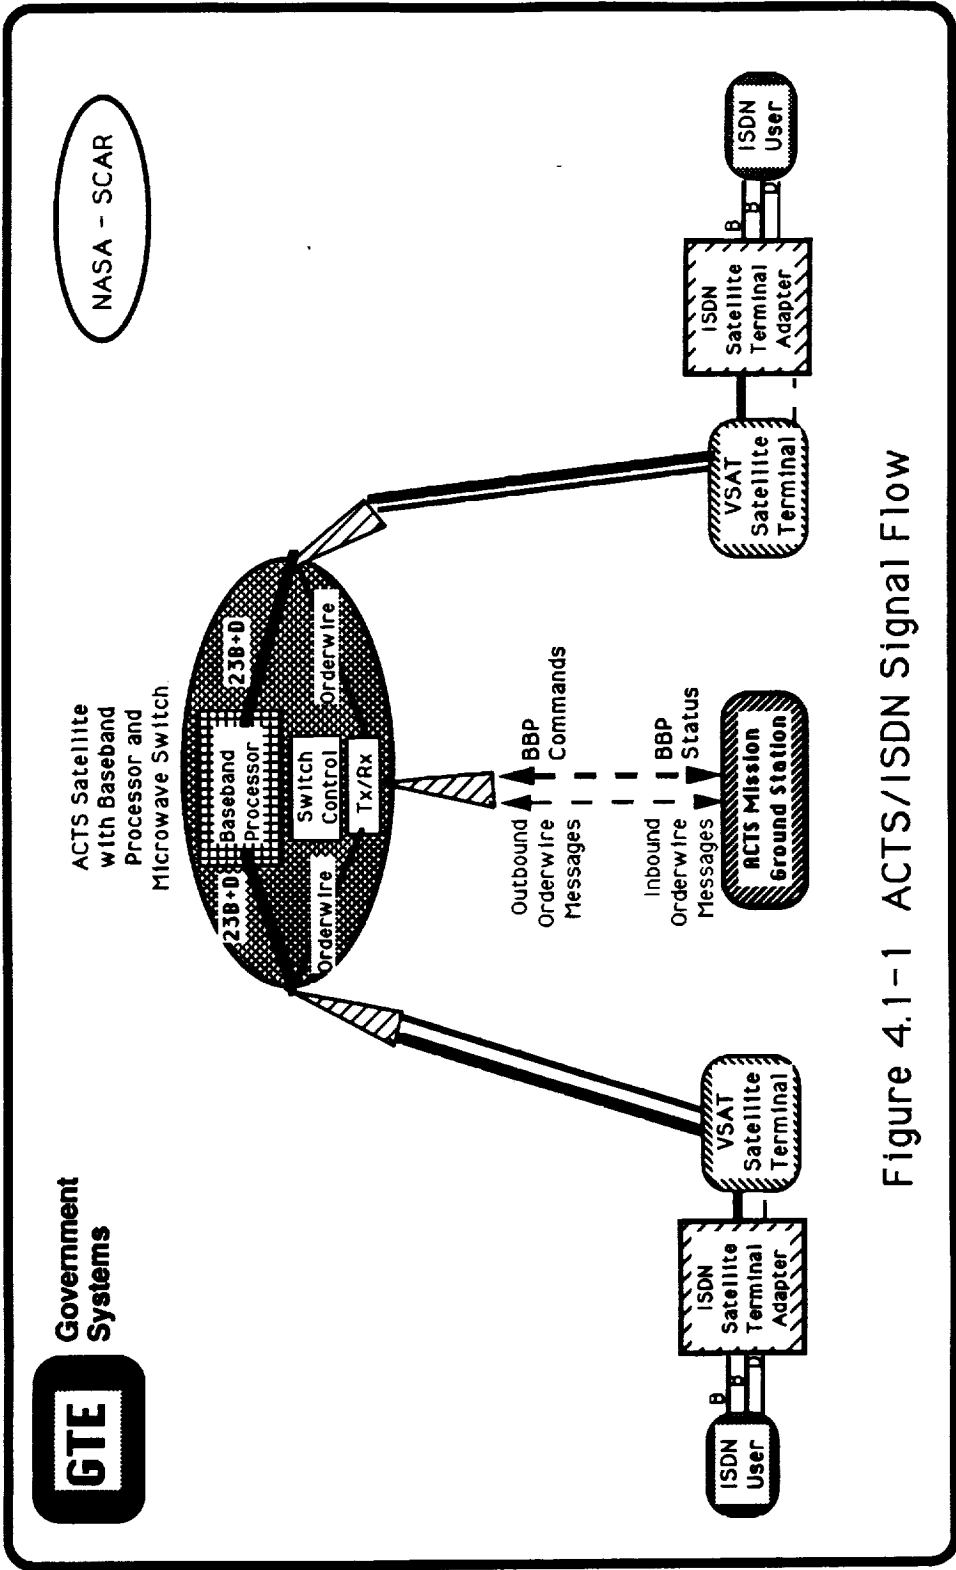 GTE
Government
Systems
NASA - SCAR
ACTS Satellite
with Baseband
Processor and
Microwave Switch
23B+D
Baseband
Processor
23B+D
Switch
Control
Orderwire
Tx/Rx
Orderwire
Outbound
Orderwire
Messages
BBP
Commands
Inbound
Orderwire
Messages
BBP
Status
ISDN
User
B
B
D
ISDN
Satellite
Terminal
Adapter
VSAT
Satellite
Terminal
ACTS Mission
Ground Station
VSAT
Satellite
Terminal
ISDN
Satellite
Terminal
Adapter
B
B
D
ISDN
User
Figure 4.1-1 ACTS/ISDN Signal Flow